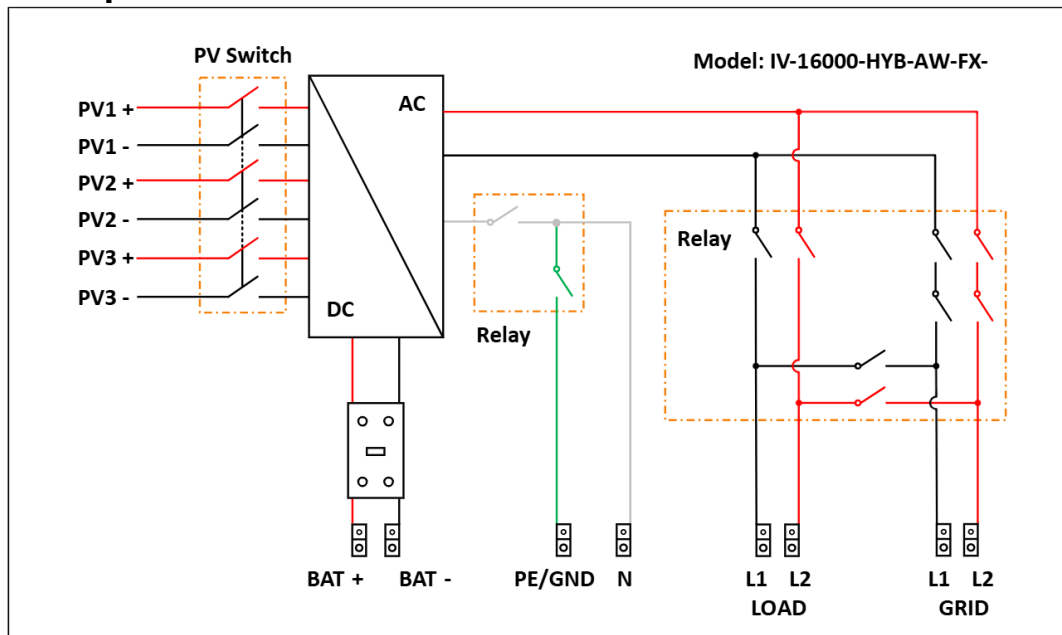 PV Switch
Model: IV-16000-HYB-AW-FX-
PV1 +
AC
PV1 -
PV2 +
PV2 -
Relay
PV3 +
PV3 -
DC
Relay
BAT +
BAT -
PE/GND
N
L1
L2
L1
L2
LOAD
GRID